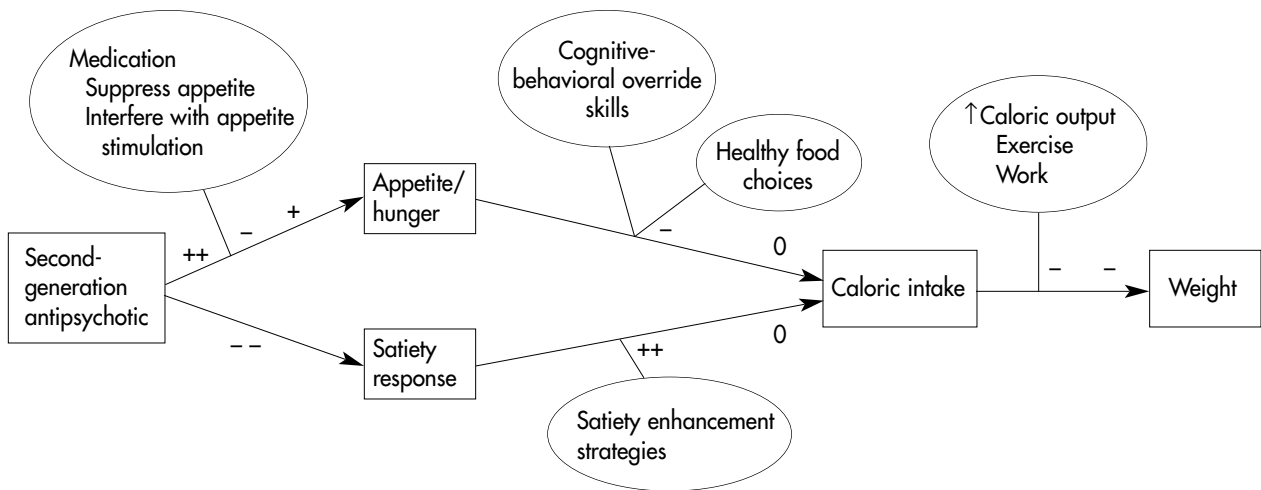 Medication
Suppress appetite
Interfere with appetite
stimulation
Cognitive-
behavioral override
skills
↑Caloric output
Exercise
Work
Healthy food
choices
Appetite/
hunger
+
–
++
–
0
Second-
generation
antipsychotic
Caloric intake
– –
Weight
– –
Satiety
response
++
0
Satiety enhancement
strategies